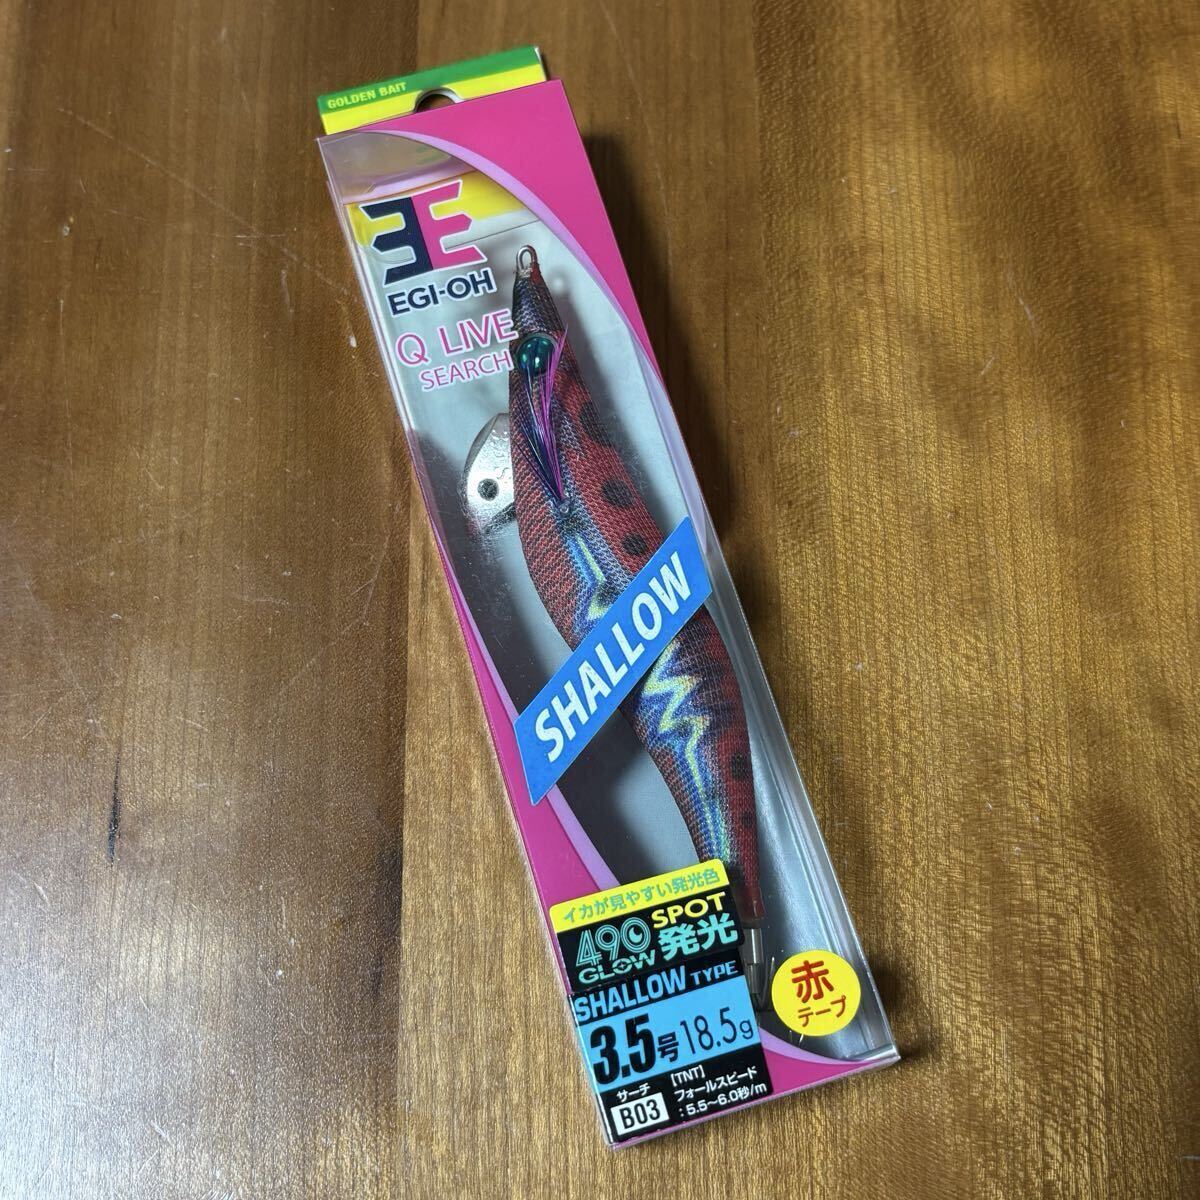 GOLDEN BAIT
EGI-OH
Q LIVE
SEARCH
SHALLOW
イカが見やすい発光色
490 SPOT
GLOW 発光
SHALLOW TYPE
3.5号 18.5g
サーチ
B03
[TNT]
フォールスピード
:5.5～6.0秒/m
赤
テープ